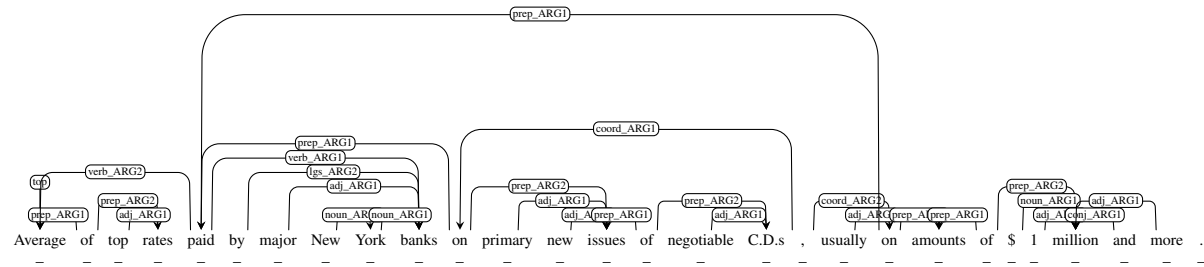 prep_ARG1
coord_ARG1
prep_ARG1
verb_ARG1
verb_ARG2 lgs_ARG2
top adj_ARG1 prep_ARG2 prep_ARG2
prep_ARG2 adj_ARG1 prep_ARG2 coord_ARG2 noun_ARG1 adj_ARG1
prep_ARG1 adj_ARG1 noun_ARG1 prep_ARG1 adj_ARG1 prep_ARG1 conj_ARG1
Average of top rates paid by major New York banks on primary new issues of negotiable C.D.s , usually on amounts of $ 1 million and more .